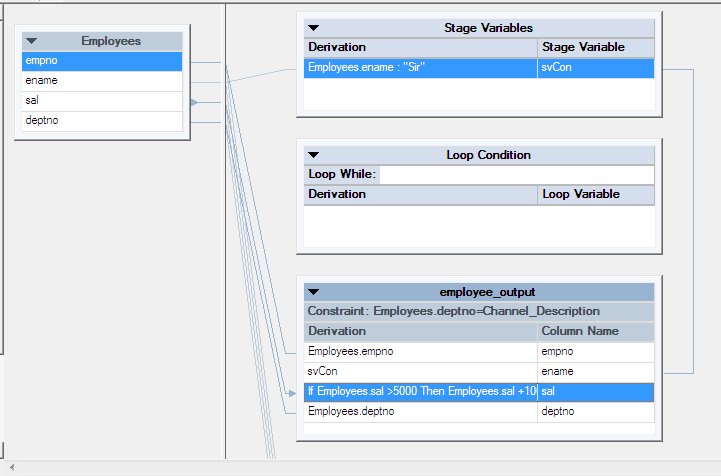 Employees
empno
ename
sal
deptno
Stage Variables
Derivation Stage Variable
Employees.ename : "Sir" svCon
Loop Condition
Loop While:
Derivation Loop Variable
employee_output
Constraint: Employees.deptno=Channel_Description
Derivation Column Name
Employees.empno empno
svCon ename
If Employees.sal >5000 Then Employees.sal sal
Employees.deptno deptno